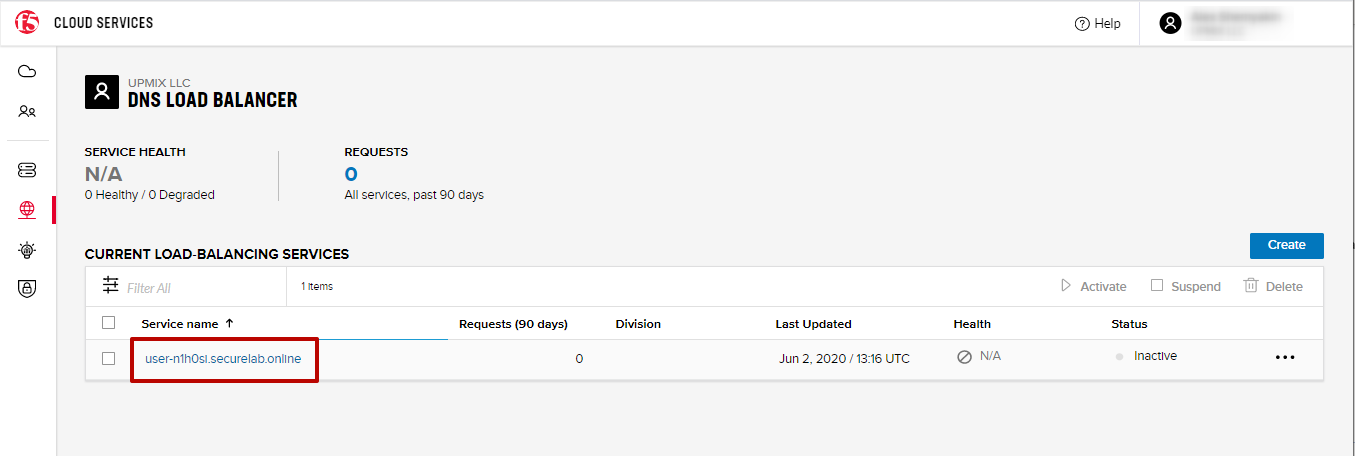 f5 CLOUD SERVICES
Help
UPMIX LLC
DNS LOAD BALANCER
SERVICE HEALTH
N/A
0 Healthy / 0 Degraded
REQUESTS
0
All services, past 90 days
CURRENT LOAD-BALANCING SERVICES
Create
Filter All
1 Items
Activate
Suspend
Delete
Service name ↑ Requests (90 days) Division Last Updated Health Status
user-n1h0sl.securelab.online 0 Jun 2, 2020 / 13:16 UTC N/A Inactive